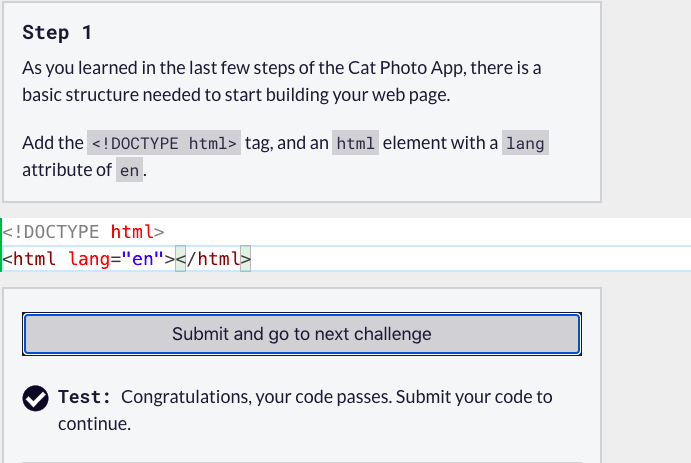 Step 1
As you learned in the last few steps of the Cat Photo App, there is a
basic structure needed to start building your web page.
Add the <!DOCTYPE html> tag, and an html element with a lang
attribute of en.
<!DOCTYPE html>
<html lang="en"></html>
Submit and go to next challenge
Test: Congratulations, your code passes. Submit your code to
continue.